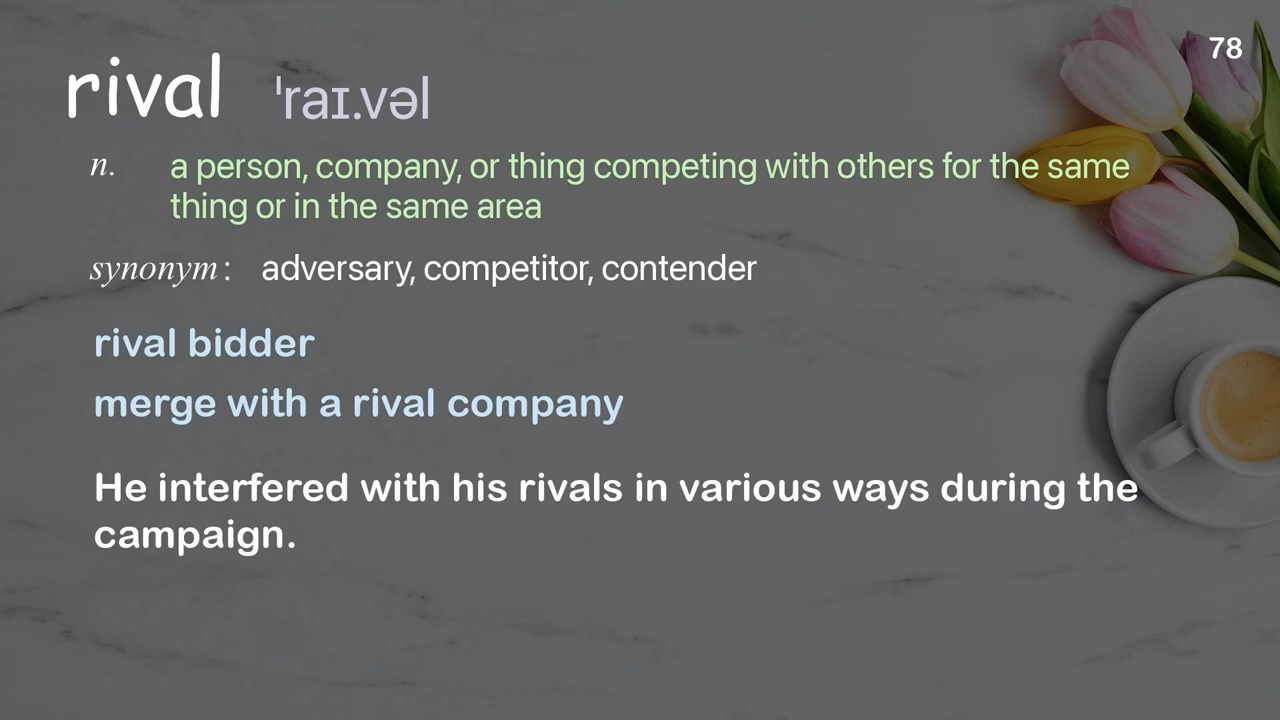 78
rival ˈraɪ.vəl
n. a person, company, or thing competing with others for the same
thing or in the same area
synonym: adversary, competitor, contender
rival bidder
merge with a rival company
He interfered with his rivals in various ways during the
campaign.